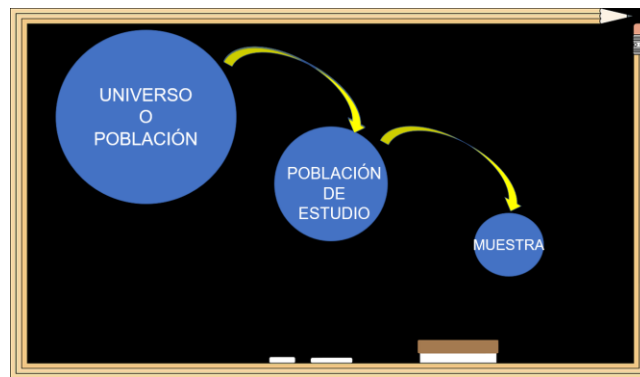 UNIVERSO
O
POBLACIÓN
POBLACIÓN
DE
ESTUDIO
MUESTRA